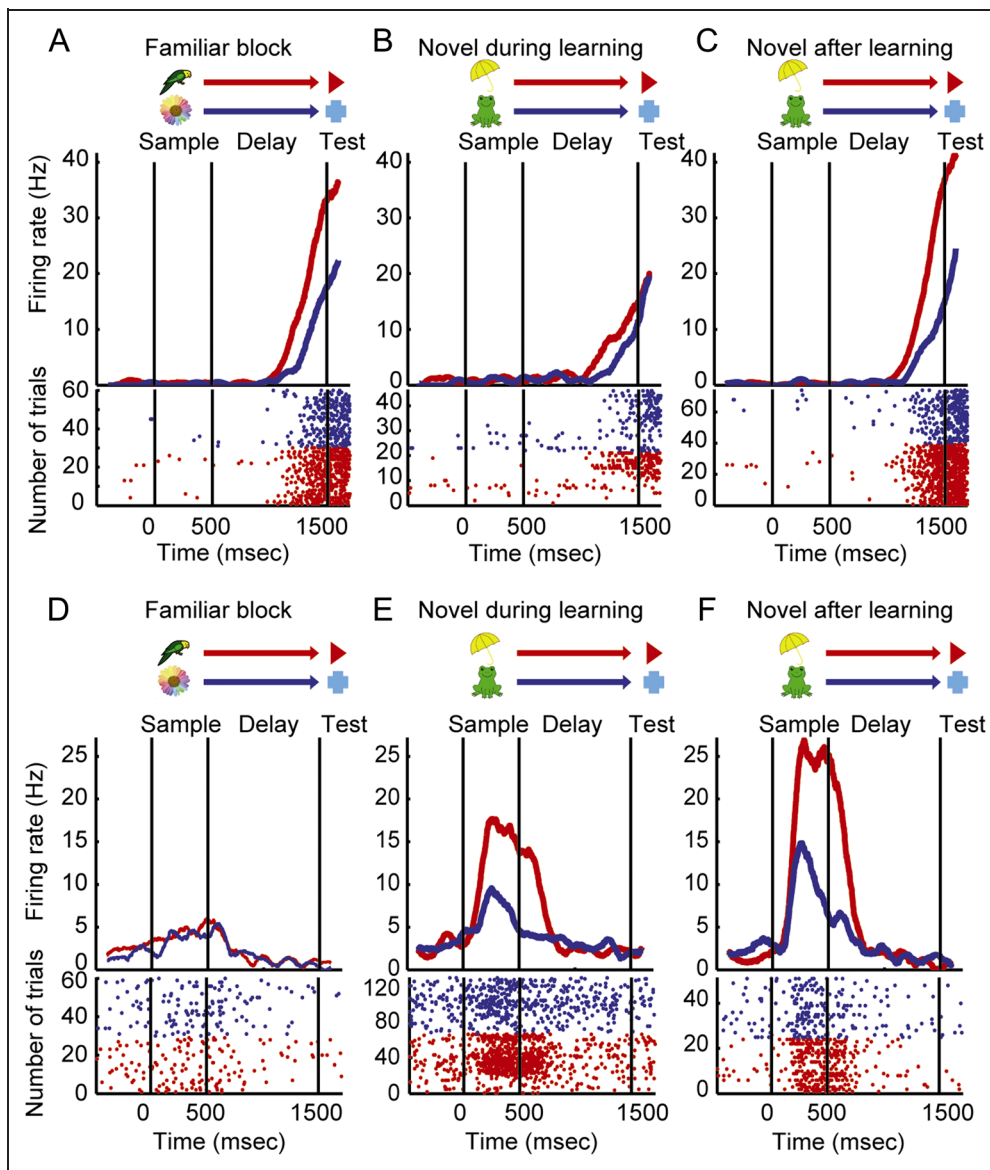 A Familiar block
B Novel during learning
C Novel after learning
Sample Delay Test
Sample Delay Test
Sample Delay Test
Firing rate (Hz)
40
30
20
10
0
40
30
20
10
0
40
30
20
10
0
Number of trials
60
40
20
0
40
30
20
10
0
60
40
20
0
0 500 1500
0 500 1500
0 500 1500
Time (msec)
Time (msec)
Time (msec)
D Familiar block
E Novel during learning
F Novel after learning
Sample Delay Test
Sample Delay Test
Sample Delay Test
Firing rate (Hz)
25
20
15
10
5
0
25
20
15
10
5
0
25
20
15
10
5
0
Number of trials
60
40
20
0
120
80
40
0
40
20
0
0 500 1500
0 500 1500
0 500 1500
Time (msec)
Time (msec)
Time (msec)